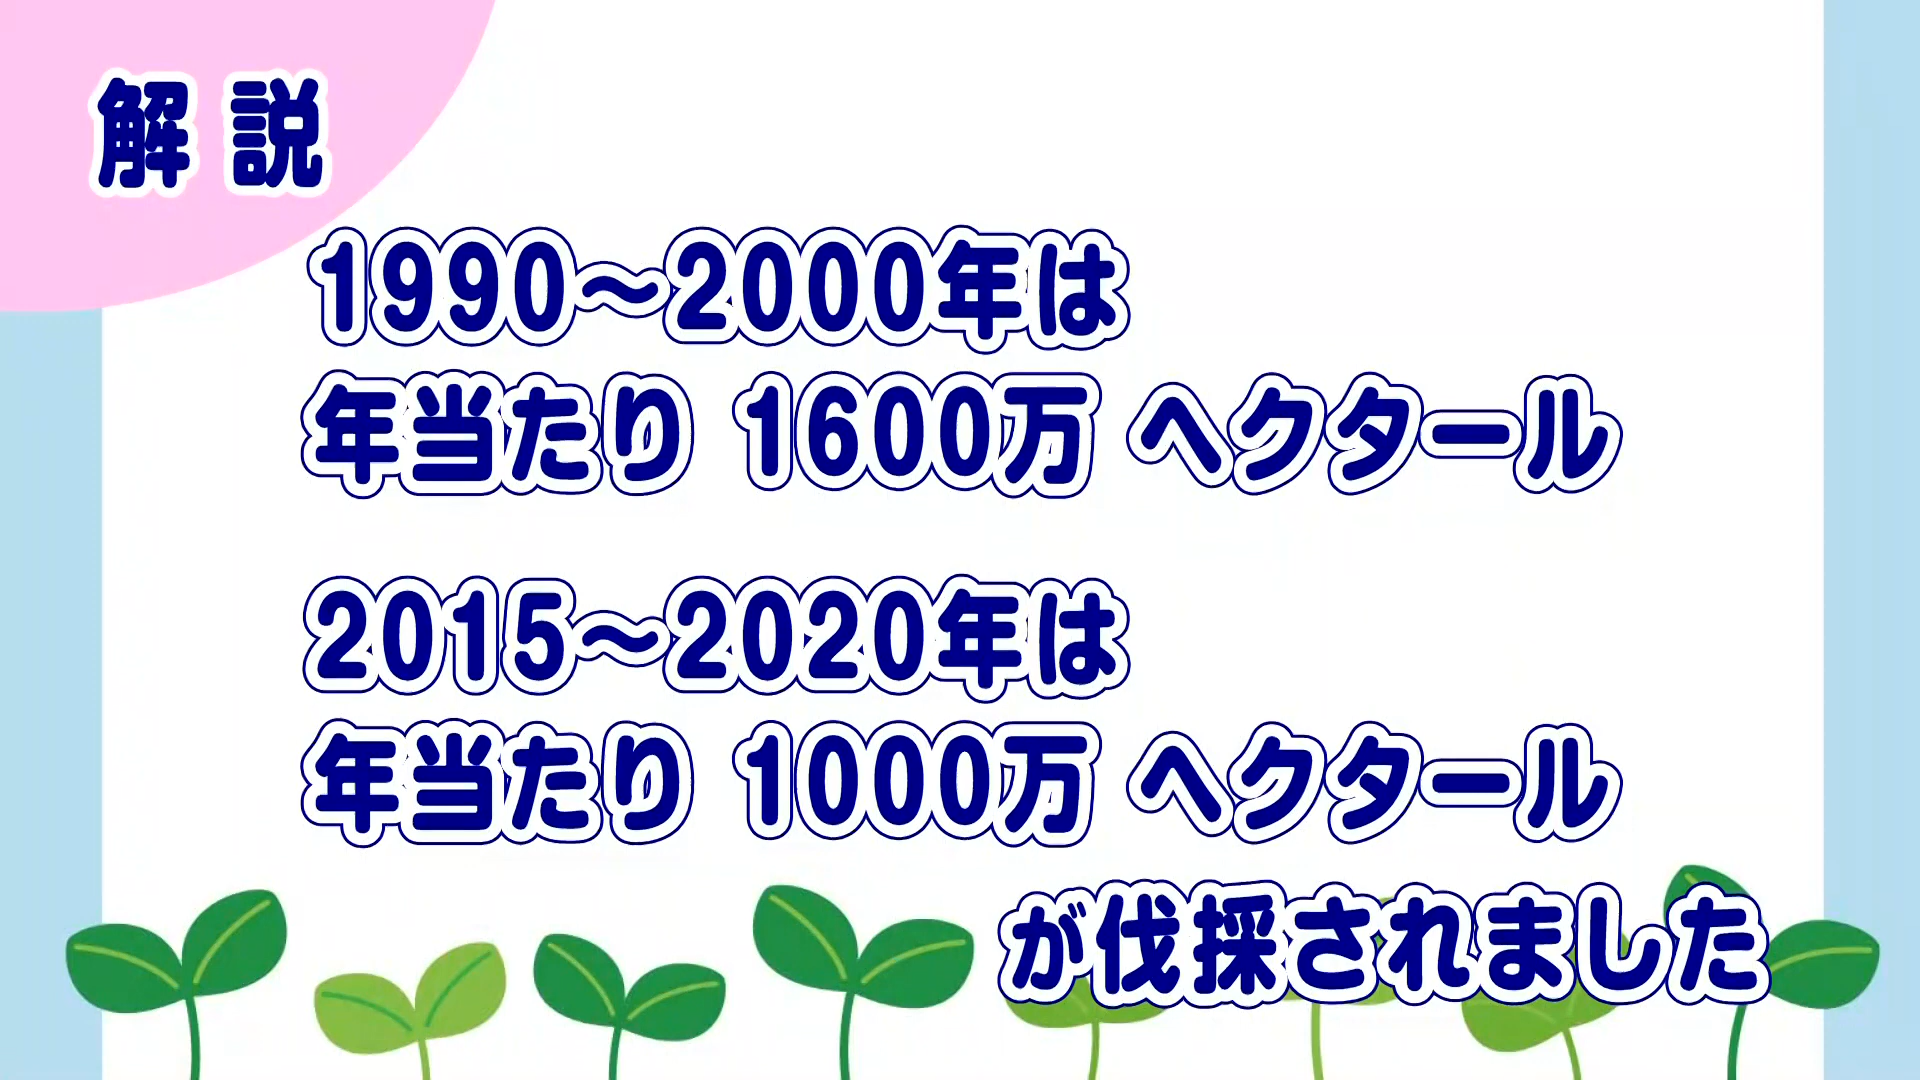 解説
1990～2000年は
年当たり 1600万 ヘクタール
2015～2020年は
年当たり 1000万 ヘクタール
が伐採されました